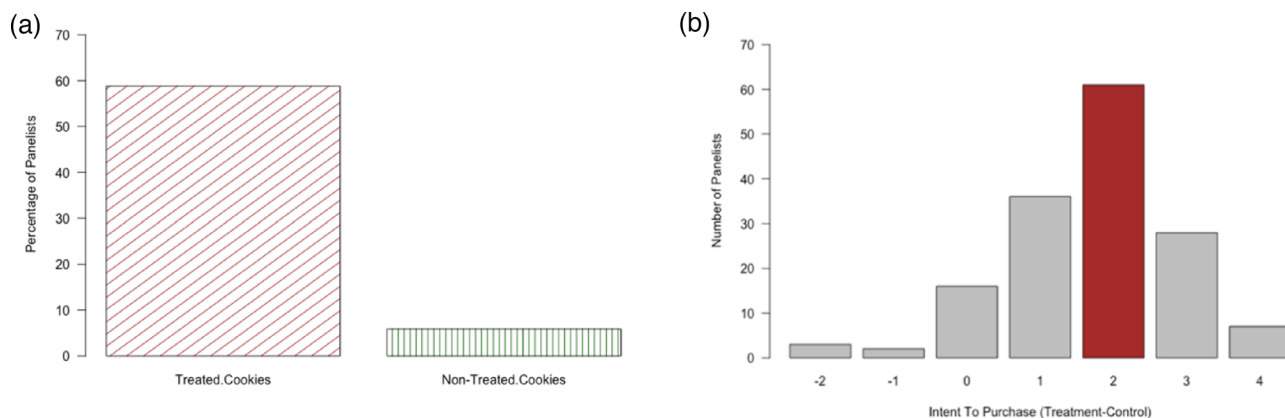 (a)
70
60
50
40
30
20
10
0
Percentage of Panelists
Treated.Cookies
Non-Treated.Cookies
(b)
70
60
50
40
30
20
10
0
Number of Panelists
-2 -1 0 1 2 3 4
Intent To Purchase (Treatment-Control)